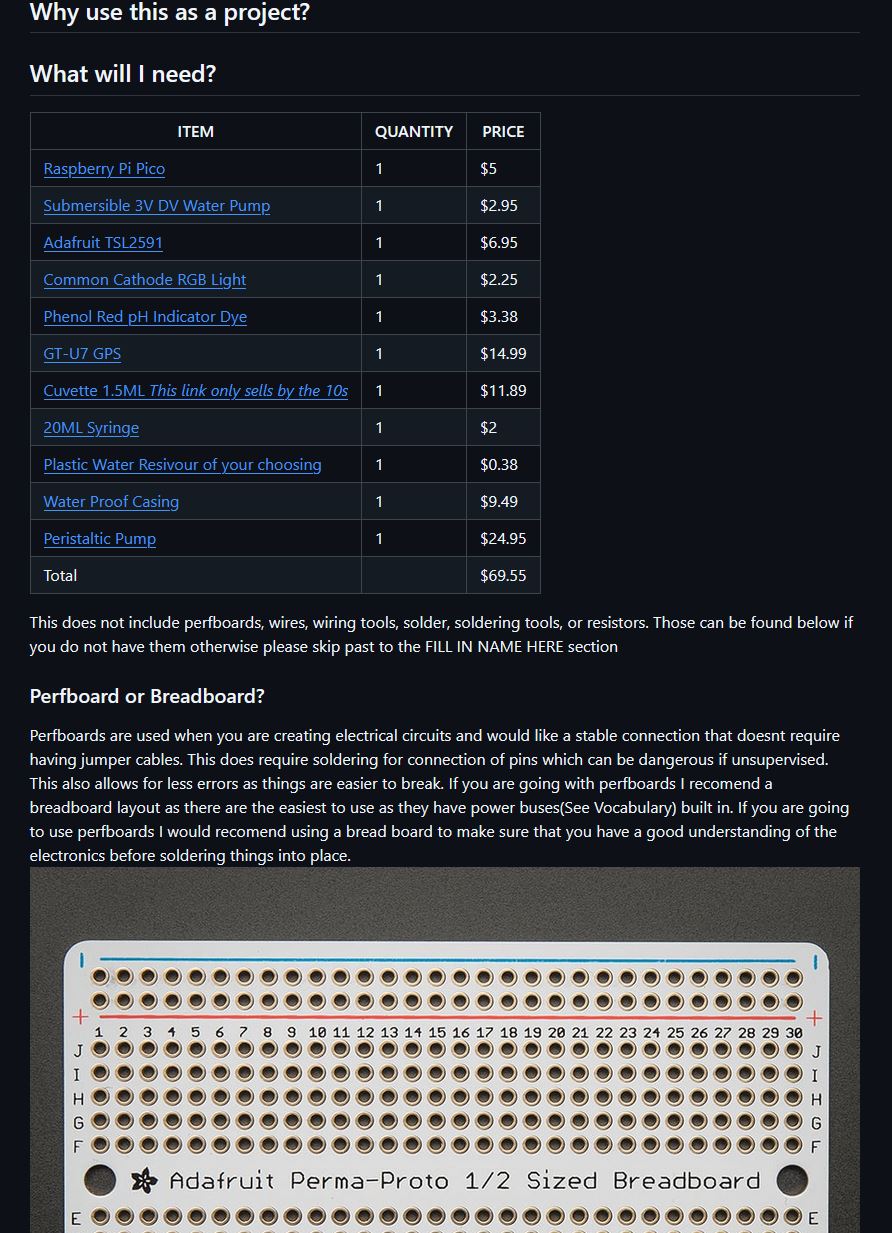 Why use this as a project?
What will I need?
ITEM QUANTITY PRICE
Raspberry Pi Pico 1 $5
Submersible 3V DV Water Pump 1 $2.95
Adafruit TSL2591 1 $6.95
Common Cathode RGB Light 1 $2.25
Phenol Red pH Indicator Dye 1 $3.38
GT-U7 GPS 1 $14.99
Cuvette 1.5ML This link only sells by the 10s 1 $11.89
20ML Syringe 1 $2
Plastic Water Resivour of your choosing 1 $0.38
Water Proof Casing 1 $9.49
Peristaltic Pump 1 $24.95
Total $69.55
This does not include perfboards, wires, wiring tools, solder, soldering tools, or resistors. Those can be found below if
you do not have them otherwise please skip past to the FILL IN NAME HERE section
Perfboard or Breadboard?
Perfboards are used when you are creating electrical circuits and would like a stable connection that doesnt require
having jumper cables. This does require soldering for connection of pins which can be dangerous if unsupervised.
This also allows for less errors as things are easier to break. If you are going with perfboards I recomend a
breadboard layout as there are the easiest to use as they have power buses(See Vocabulary) built in. If you are going
to use perfboards I would recomend using a bread board to make sure that you have a good understanding of the
electronics before soldering things into place.
+ +
1 2 3 4 5 6 7 8 9 10 11 12 13 14 15 16 17 18 19 20 21 22 23 24 25 26 27 28 29 30
J J
I I
H H
G G
F F
Adafruit Perma-Proto 1/2 Sized Breadboard
E E